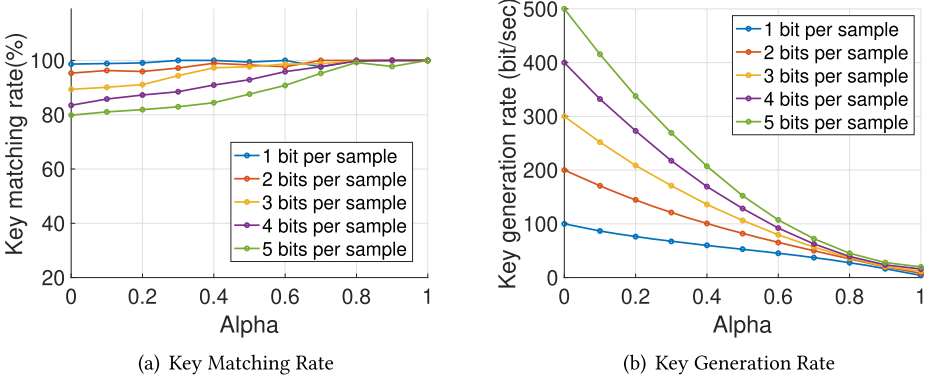 Key matching rate(%)
100
80
60
40
20
0
0.2
0.4
0.6
0.8
1
Alpha
1 bit per sample
2 bits per sample
3 bits per sample
4 bits per sample
5 bits per sample
(a) Key Matching Rate
Key generation rate (bit/sec)
500
400
300
200
100
0
0
0.2
0.4
0.6
0.8
1
Alpha
1 bit per sample
2 bits per sample
3 bits per sample
4 bits per sample
5 bits per sample
(b) Key Generation Rate